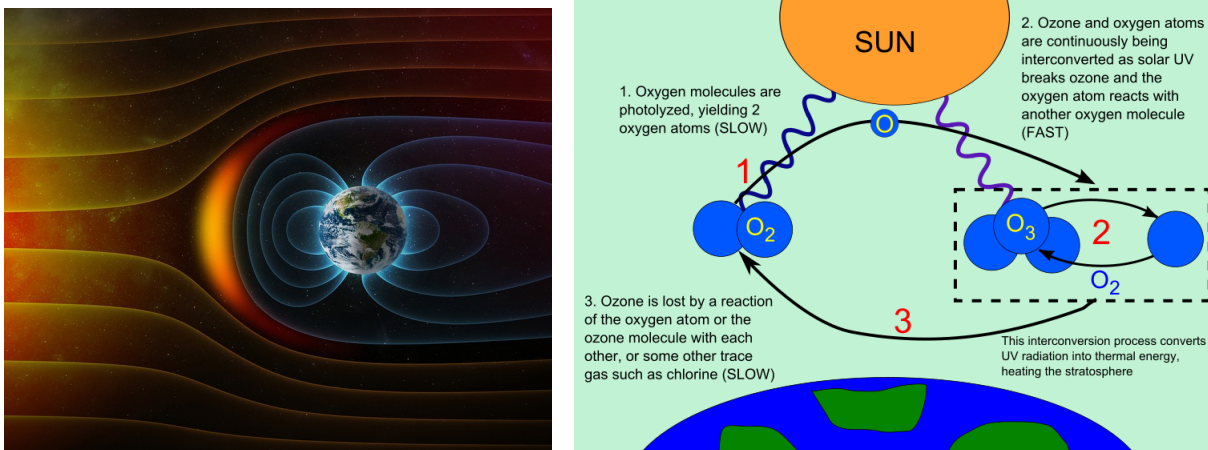 SUN
1. Oxygen molecules are
photolyzed, yielding 2
oxygen atoms (SLOW)
2. Ozone and oxygen atoms
are continuously being
interconverted as solar UV
breaks ozone and the
oxygen atom reacts with
another oxygen molecule
(FAST)
O
1
O₂
O₃
2
O₂
3. Ozone is lost by a reaction
of the oxygen atom or the
ozone molecule with each
other, or some other trace
gas such as chlorine (SLOW)
3
This interconversion process converts
UV radiation into thermal energy,
heating the stratosphere